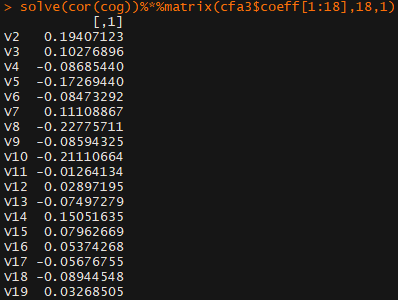 > solve(cor(cog))%*%matrix(cfa3$coeff[1:18],18,1)
[,1]
v2 0.19407123
v3 0.10276896
v4 -0.08685440
v5 -0.17269440
v6 -0.08473292
v7 0.11108867
v8 -0.22775711
v9 -0.08594325
v10 -0.21110664
v11 -0.01264134
v12 0.02897195
v13 -0.07497279
v14 0.15051635
v15 0.07962669
v16 0.05374268
v17 -0.05676755
v18 -0.08944548
v19 0.03268505